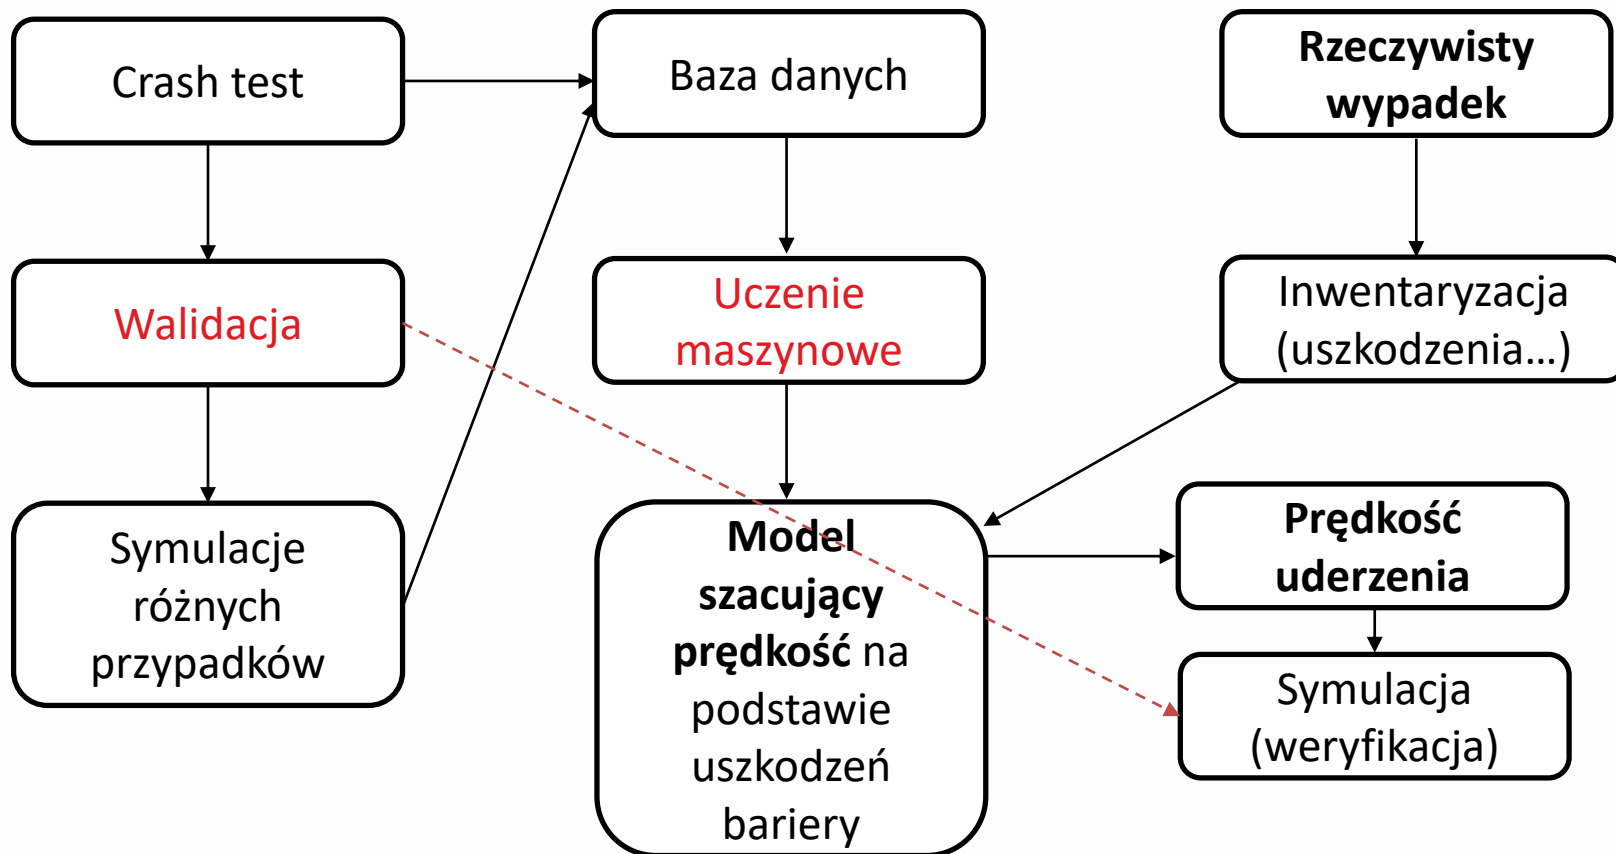 Crash test
Baza danych
Rzeczywisty
wypadek
Walidacja
Uczenie
maszynowe
Inwentaryzacja
(uszkodzenia...)
Symulacje
różnych
przypadków
Model
szacujący
prędkość na
podstawie
uszkodzeń
bariery
Prędkość
uderzenia
Symulacja
(weryfikacja)